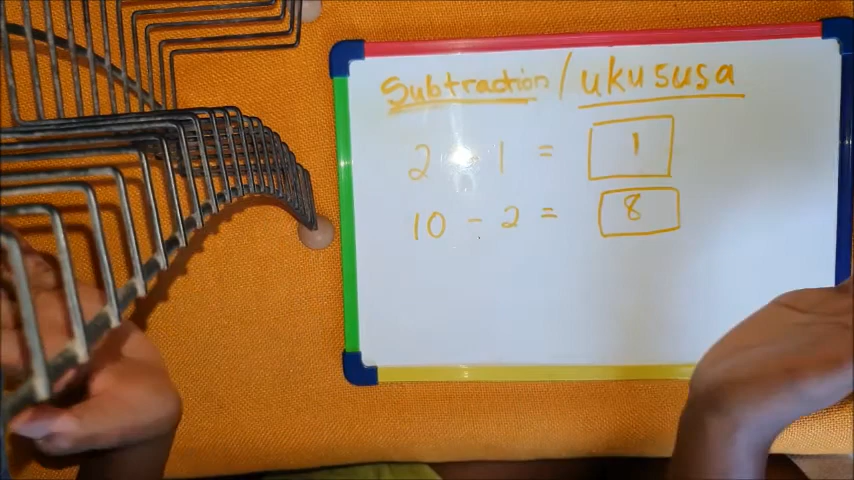 Subtraction / ukususa
2 - 1 = 1
10 - 2 = 8